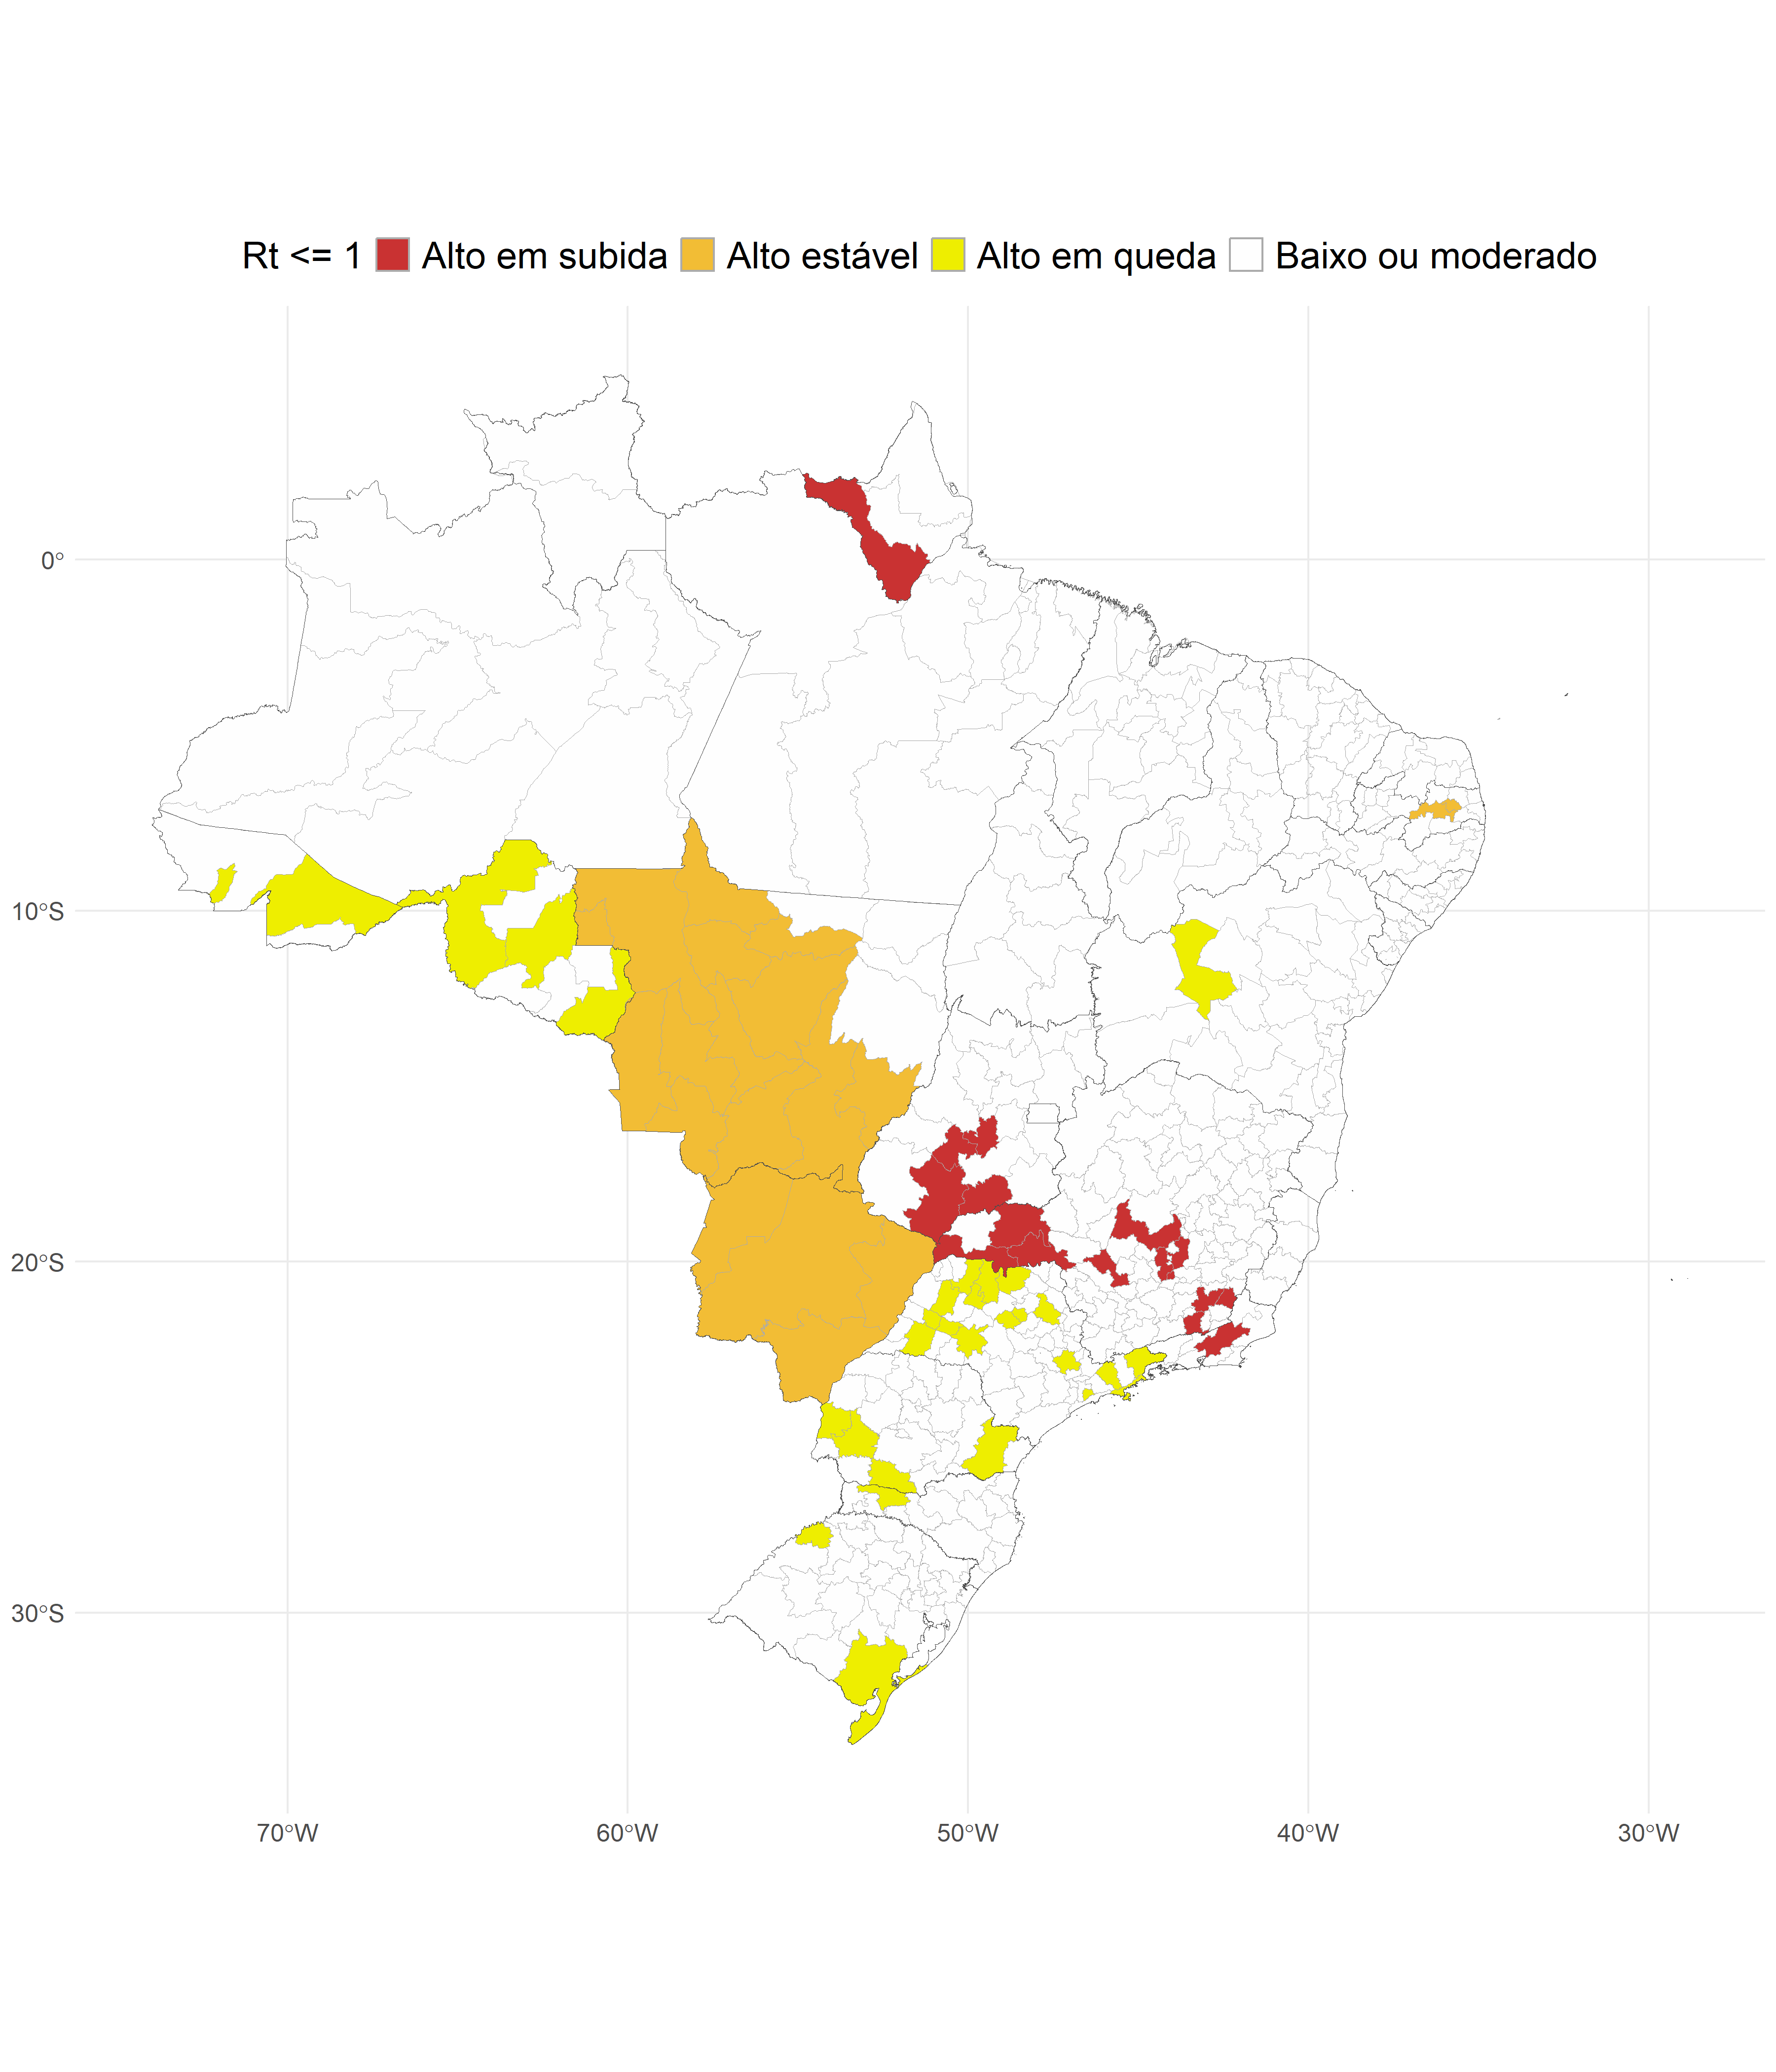 Rt <= 1 Alto em subida Alto estável Alto em queda Baixo ou moderado
0°
10°S
20°S
30°S
70°W 60°W 50°W 40°W 30°W